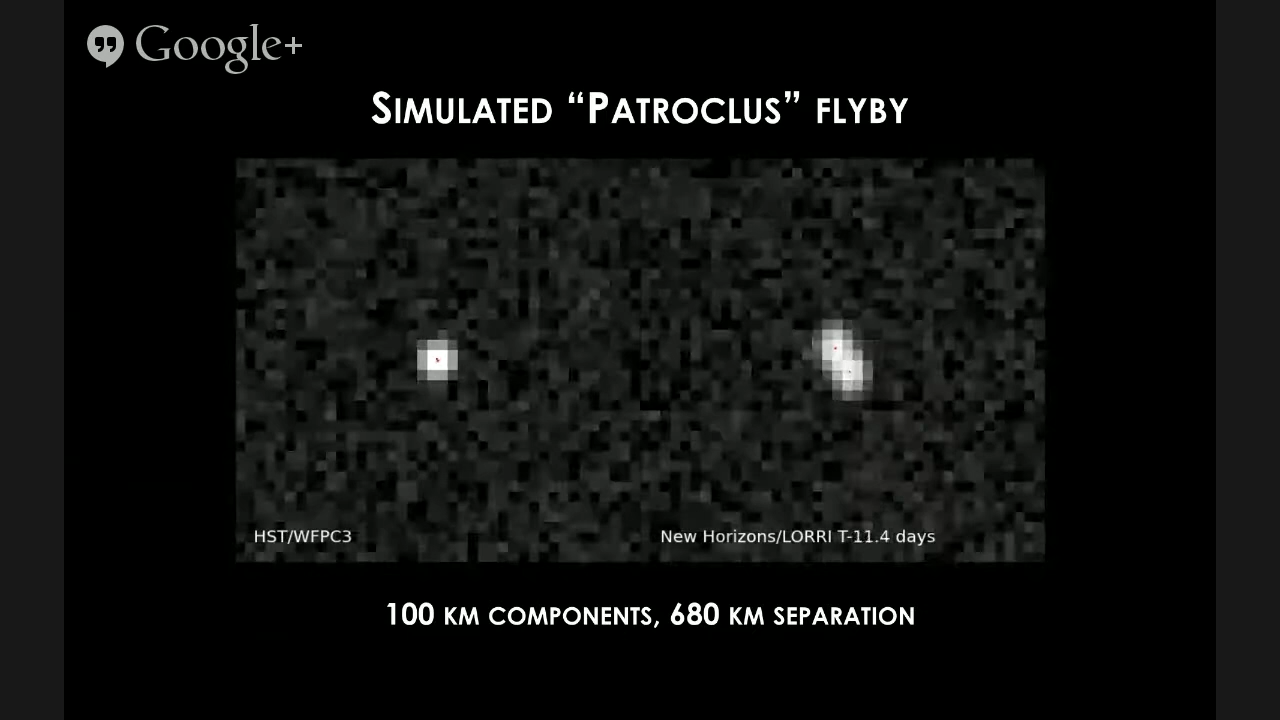 Google+
SIMULATED “PATROCLUS” FLYBY
HST/WFPC3
New Horizons/LORRI T-11.4 days
100 KM COMPONENTS, 680 KM SEPARATION